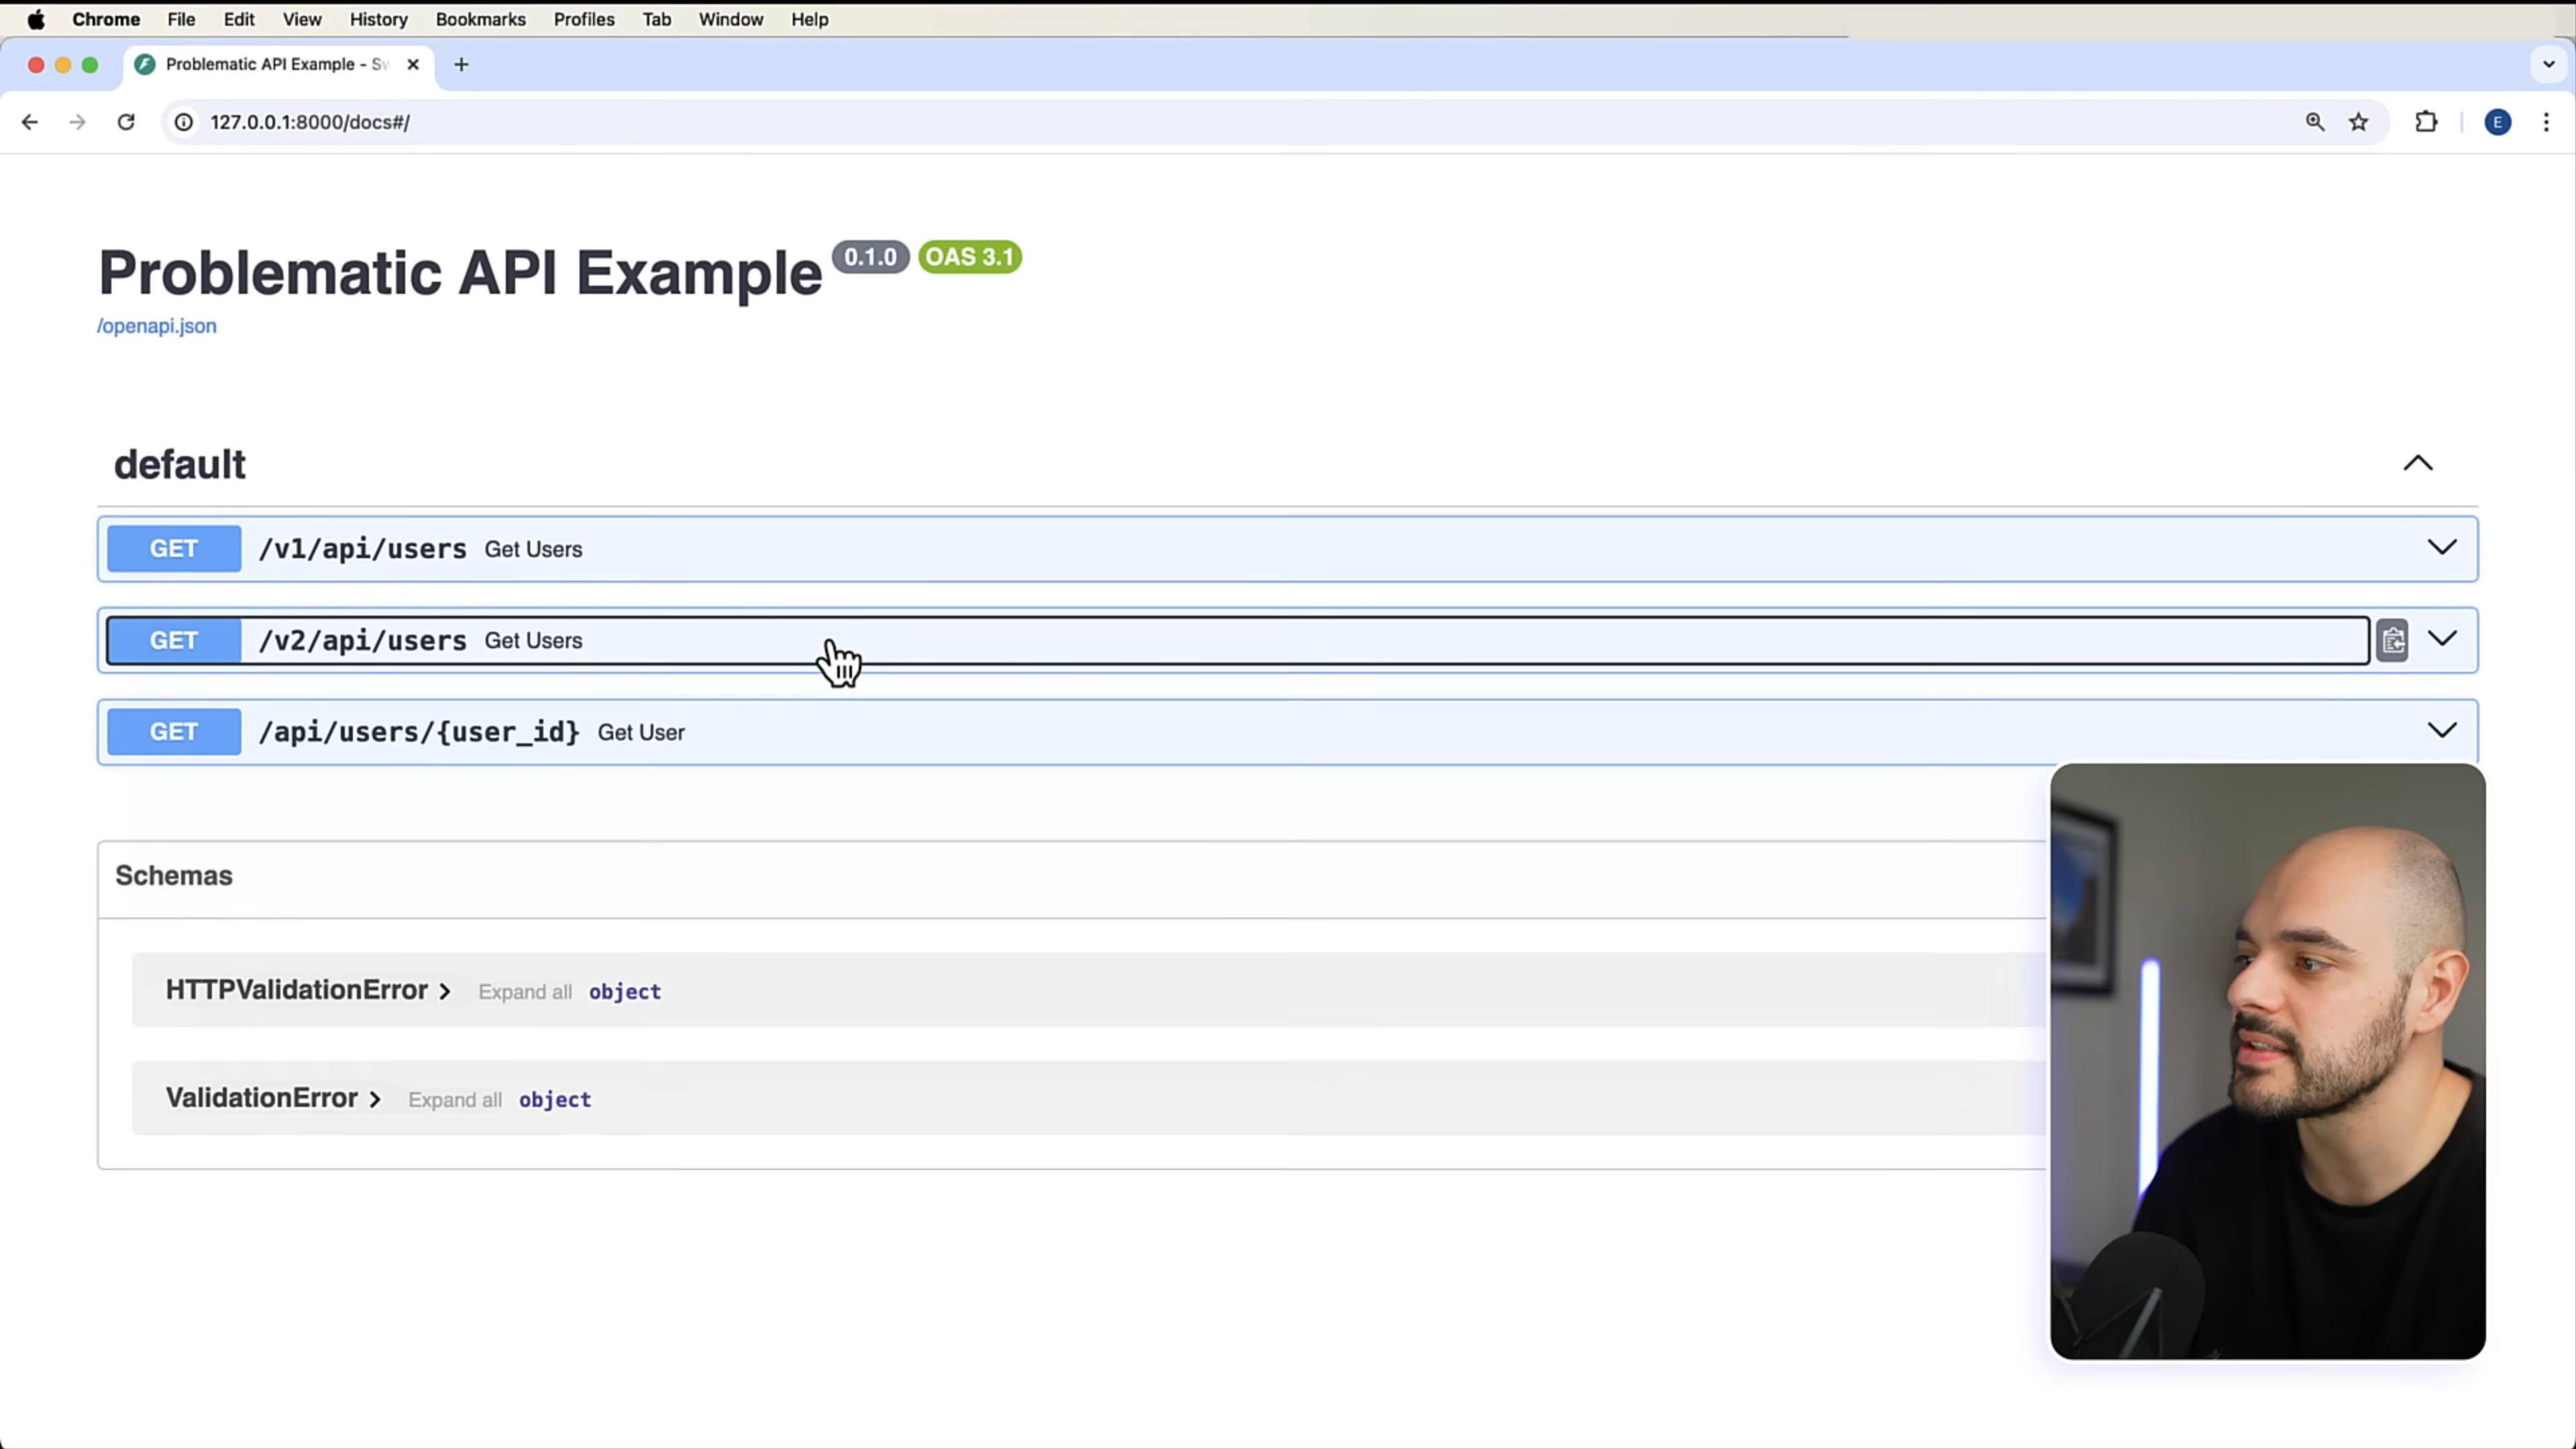 Chrome File Edit View History Bookmarks Profiles Tab Window Help
Problematic API Example - Sw
127.0.0.1:8000/docs#/
E
Problematic API Example 0.1.0 OAS 3.1
/openapi.json
default
GET /v1/api/users Get Users
GET /v2/api/users Get Users
GET /api/users/{user_id} Get User
Schemas
HTTPValidationError Expand all object
ValidationError Expand all object